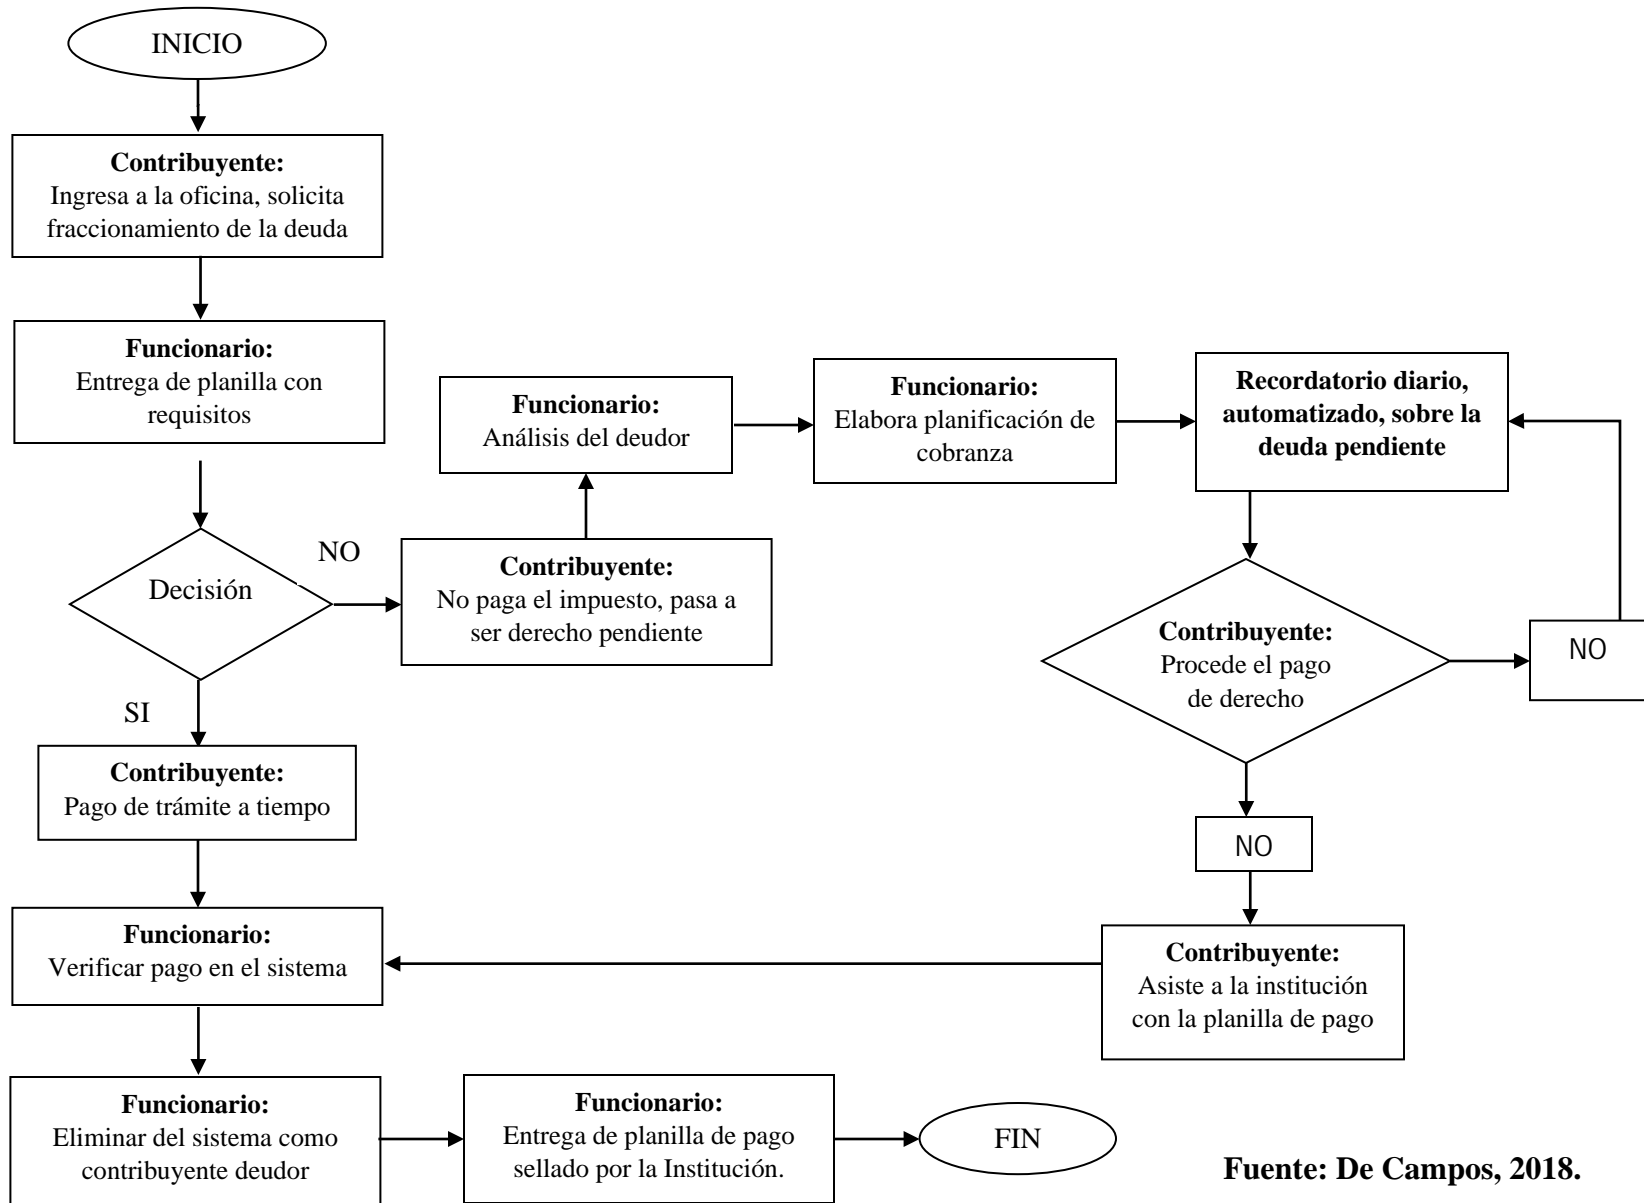 INICIO
Contribuyente:
Ingresa a la oficina, solicita
fraccionamiento de la deuda
Funcionario:
Entrega de planilla con
requisitos
Decisión
NO
SI
Contribuyente:
No paga el impuesto, pasa a
ser derecho pendiente
Funcionario:
Análisis del deudor
Funcionario:
Elabora planificación de
cobranza
Recordatorio diario,
automatizado, sobre la
deuda pendiente
Contribuyente:
Procede el pago
de derecho
NO
NO
Contribuyente:
Asiste a la institución
con la planilla de pago
Contribuyente:
Pago de trámite a tiempo
Funcionario:
Verificar pago en el sistema
Funcionario:
Eliminar del sistema como
contribuyente deudor
Funcionario:
Entrega de planilla de pago
sellado por la Institución.
FIN
Fuente: De Campos, 2018.